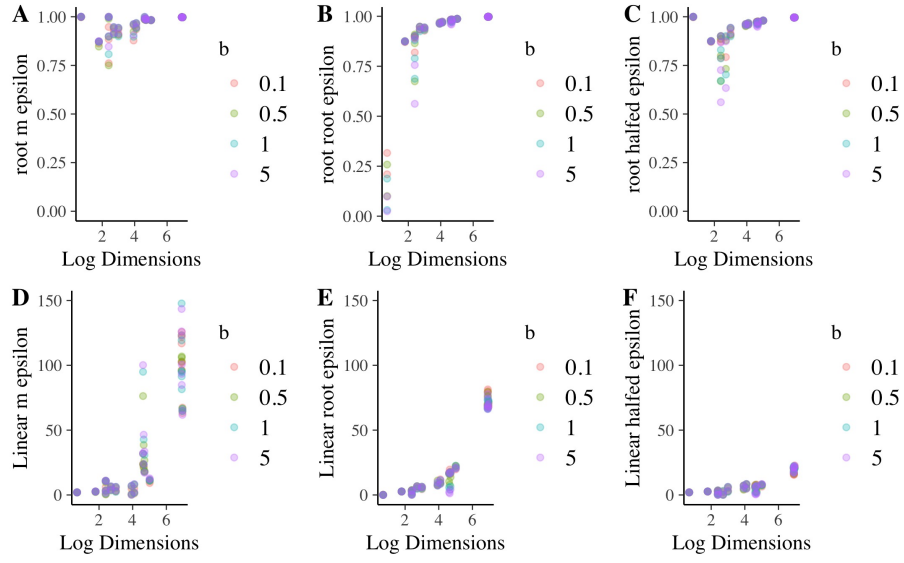 A
root m epsilon
1.00
0.75
0.50
0.25
0.00
2 4 6
Log Dimensions
b
0.1
0.5
1
5
B
root root epsilon
1.00
0.75
0.50
0.25
0.00
2 4 6
Log Dimensions
b
0.1
0.5
1
5
C
root halfed epsilon
1.00
0.75
0.50
0.25
0.00
2 4 6
Log Dimensions
b
0.1
0.5
1
5
D
Linear m epsilon
150
100
50
0
2 4 6
Log Dimensions
b
0.1
0.5
1
5
E
Linear root epsilon
150
100
50
0
2 4 6
Log Dimensions
b
0.1
0.5
1
5
F
Linear halfed epsilon
150
100
50
0
2 4 6
Log Dimensions
b
0.1
0.5
1
5